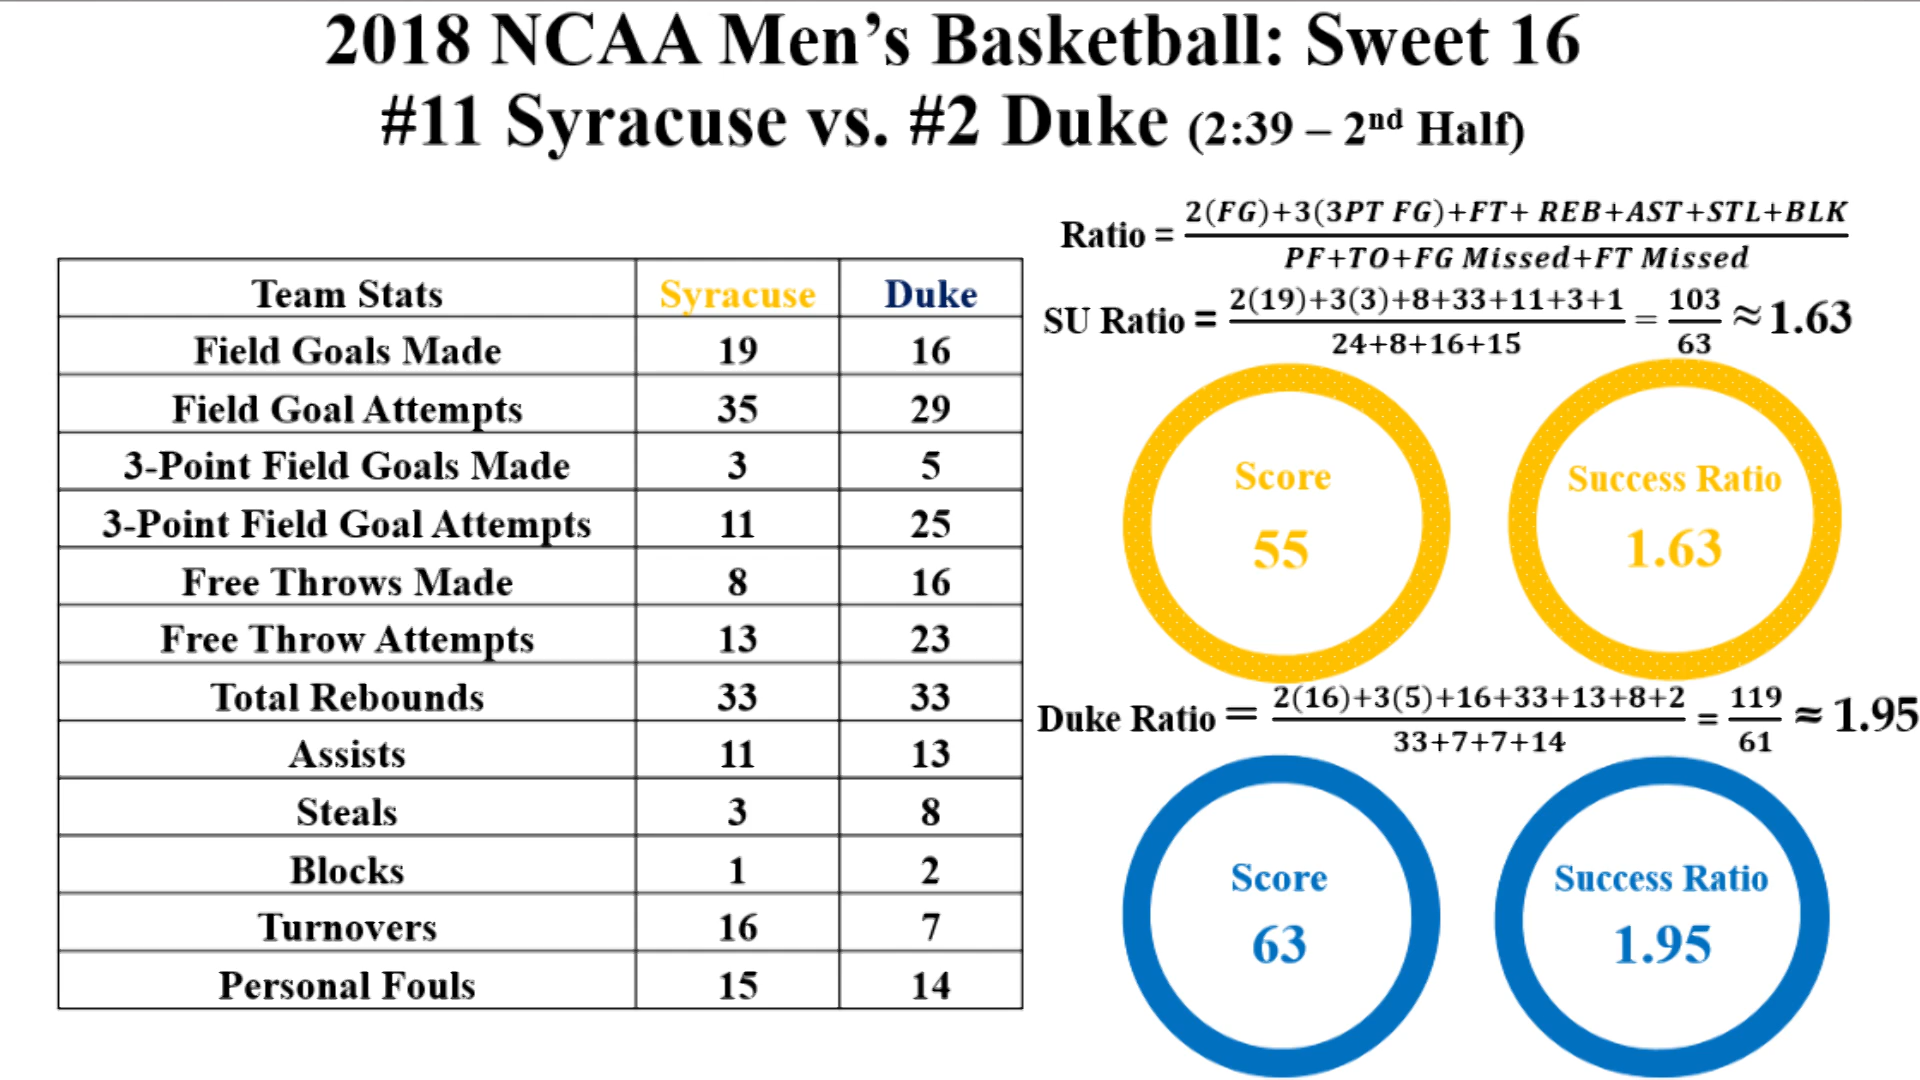 2018 NCAA Men's Basketball: Sweet 16
#11 Syracuse vs. #2 Duke (2:39 – 2nd Half)
Team Stats Syracuse Duke
Field Goals Made 19 16
Field Goal Attempts 35 29
3-Point Field Goals Made 3 5
3-Point Field Goal Attempts 11 25
Free Throws Made 8 16
Free Throw Attempts 13 23
Total Rebounds 33 33
Assists 11 13
Steals 3 8
Blocks 1 2
Turnovers 16 7
Personal Fouls 15 14
Ratio = 2(FG)+3(3PT FG)+FT+ REB+AST+STL+BLK
PF+TO+FG Missed+FT Missed
SU Ratio = 2(19)+3(3)+8+33+11+3+1 = 103 ≈ 1.63
24+8+16+15 63
Score
55
Success Ratio
1.63
Duke Ratio = 2(16)+3(5)+16+33+13+8+2 = 119 ≈ 1.95
33+7+7+14 61
Score
63
Success Ratio
1.95